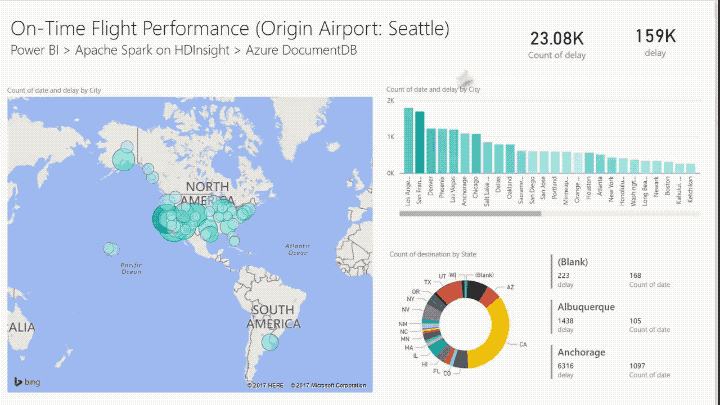 On-Time Flight Performance (Origin Airport: Seattle)
Power BI > Apache Spark on HDInsight > Azure DocumentDB
23.08K
Count of delay
159K
delay
Count of date and delay by City
NORTH
AMERICA
Pacific
Ocean
Atlantic
Ocean
SOUTH
AMERICA
ALIA
bing
© 2017 HERE © 2017 Microsoft Corporation
Count of date and delay by City
2K
1K
0K
Los Ange...
San Fran...
Denver
Phoenix
Las Vegas
Anchorage
Chicago
Salt Lake ...
Dallas
Oakland
Sacrame...
San Diego
San Jose
Portland
Minneap...
Orange ...
Houston
Atlanta
New York
Honolulu...
Washingt...
Long Bea...
Newark
Boston
Kahului, ...
Ketchikan
Count of destination by State
WI
(Blank)
UT
AZ
TX
OR
NY
NV
NM
NC
MN
MA
IL
HI
FL
CO
CA
(Blank)
223
168
delay
Count of date
Albuquerque
1438
105
delay
Count of date
Anchorage
6316
1097
delay
Count of date